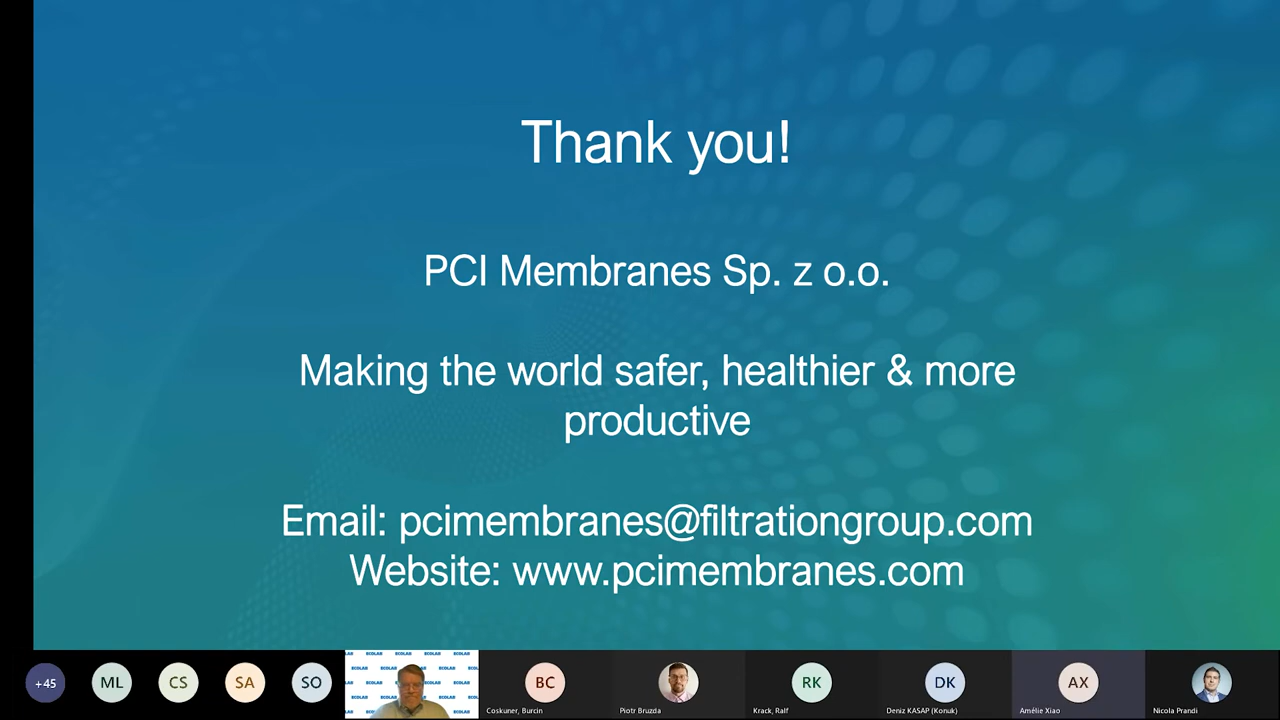 Thank you!
PCI Membranes Sp. z o.o.
Making the world safer, healthier & more
productive
Email: pcimembranes@filtrationgroup.com
Website: www.pcimembranes.com
+45
ML
CS
SA
SO
ECOLAB
BC
RK
DK
AX
Coskuner, Burcin
Piotr Bruzda
Krack, Ralf
Deniz KASAP (Konuk)
Amélie Xiao
Nicola Prandi